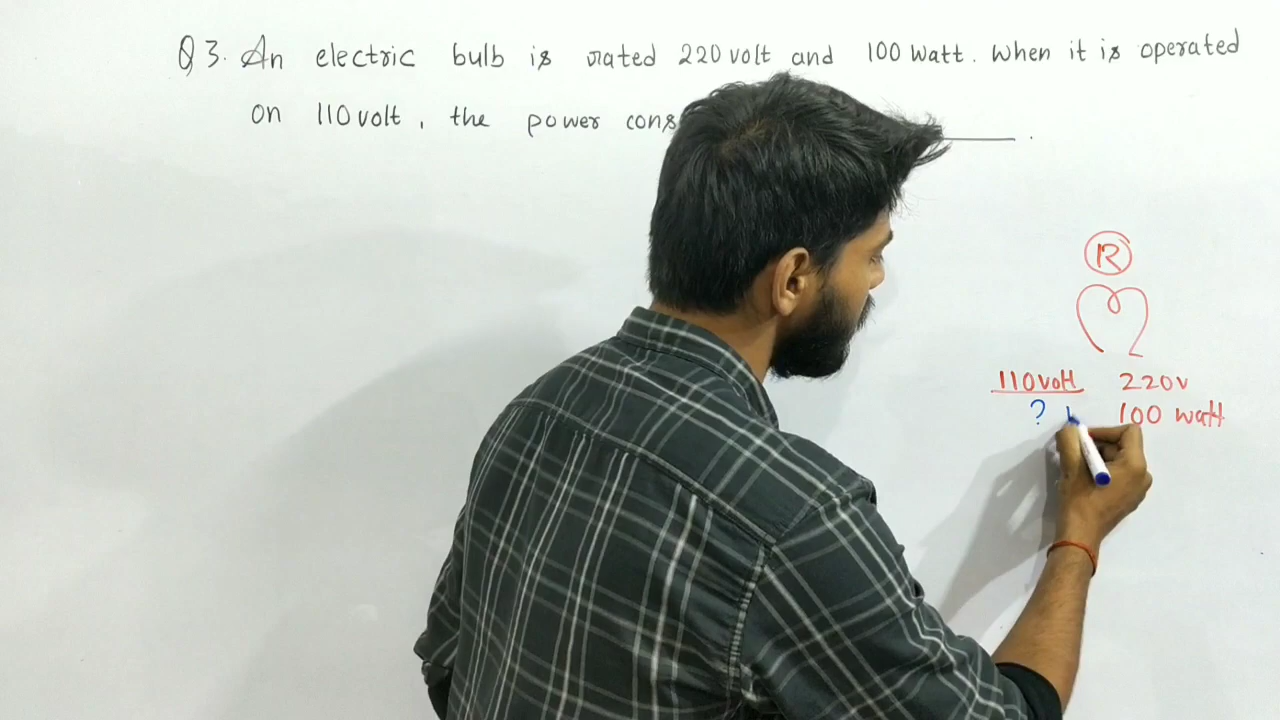 Q3. An electric bulb is rated 220 volt and 100 watt. When it is operated
on 110 volt, the power cons ______ .
R
110 volt 220v
? 100 watt